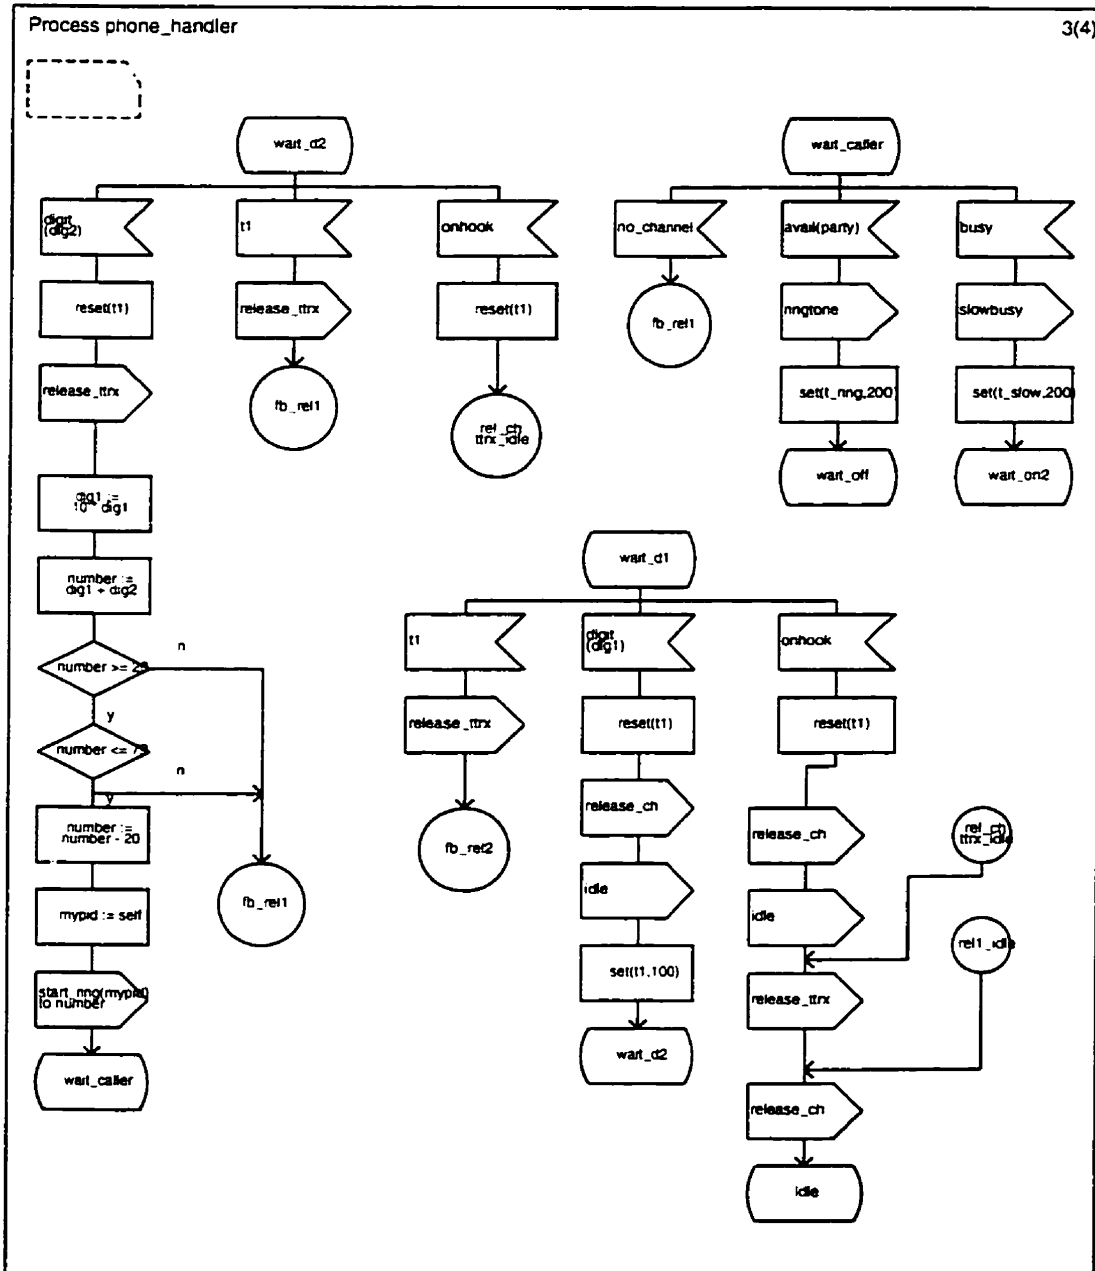 Process phone_handler
3(4)
wait_d2
digit
(dig2)
reset(t1)
release_ttrx
dig1 :=
10 * dig1
number :=
dig1 + dig2
number >= 
n
y
number <= 
n
y
number :=
number - 20
mypid := self
start_ring(mypid)
to number
wait_caller
fb_rel1
t1
release_ttrx
fb_rel1
onhook
reset(t1)
rel_ch
ttrx_idle
wait_caller
no_channel
fb_rel1
avail(party)
ringtone
set(t_ring,200)
wait_off
busy
slowbusy
set(t_slow,200)
wait_on2
wait_d1
t1
release_ttrx
fb_rel2
digit
(dig1)
reset(t1)
release_ch
idle
set(t1,100)
wait_d2
onhook
reset(t1)
release_ch
idle
release_ttrx
release_ch
idle
rel_ch
ttrx_idle
rel1_idle